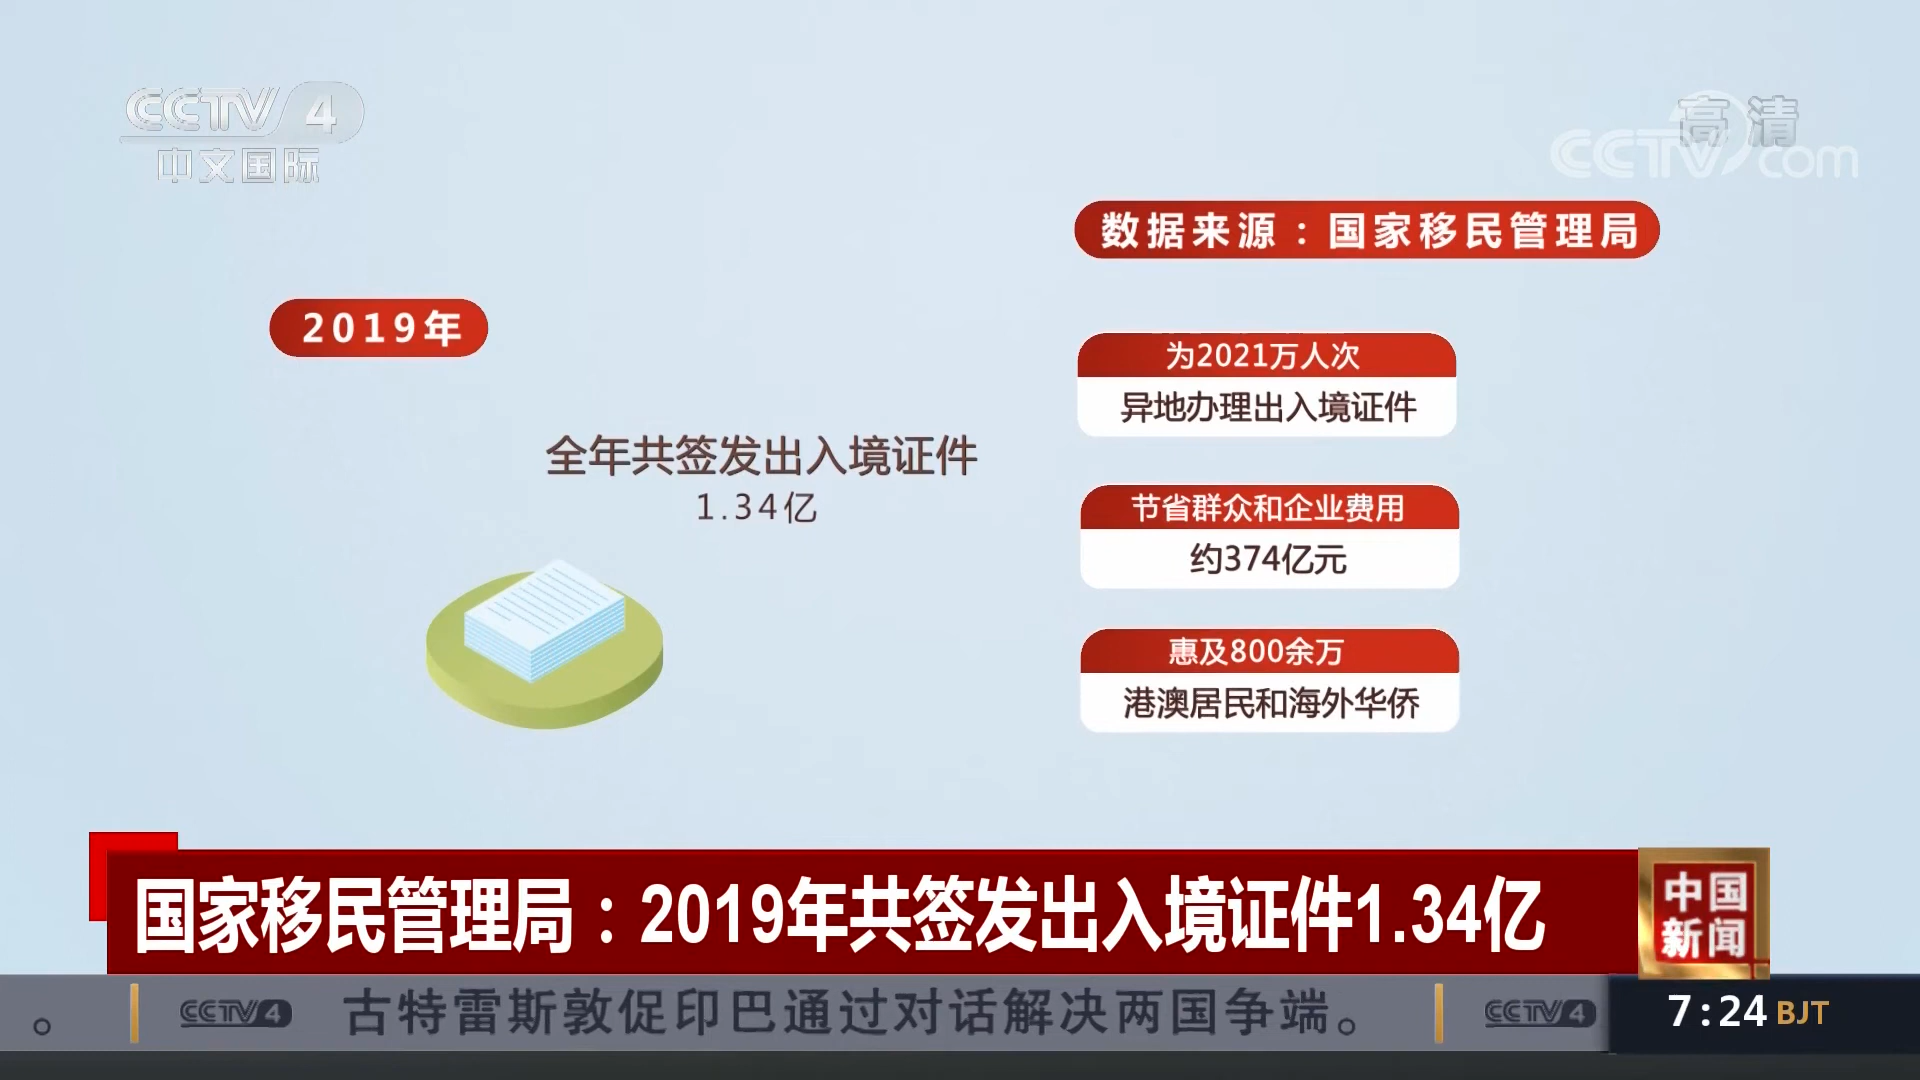 CCTV 4
中文国际
高清
CCTV com
数据来源：国家移民管理局
2019年
为2021万人次
异地办理出入境证件
全年共签发出入境证件
1.34亿
节省群众和企业费用
约374亿元
惠及800余万
港澳居民和海外华侨
国家移民管理局：2019年共签发出入境证件1.34亿
中国
新闻
。 CCTV 4 古特雷斯敦促印巴通过对话解决两国争端。 CCTV 4
7:24 BJT